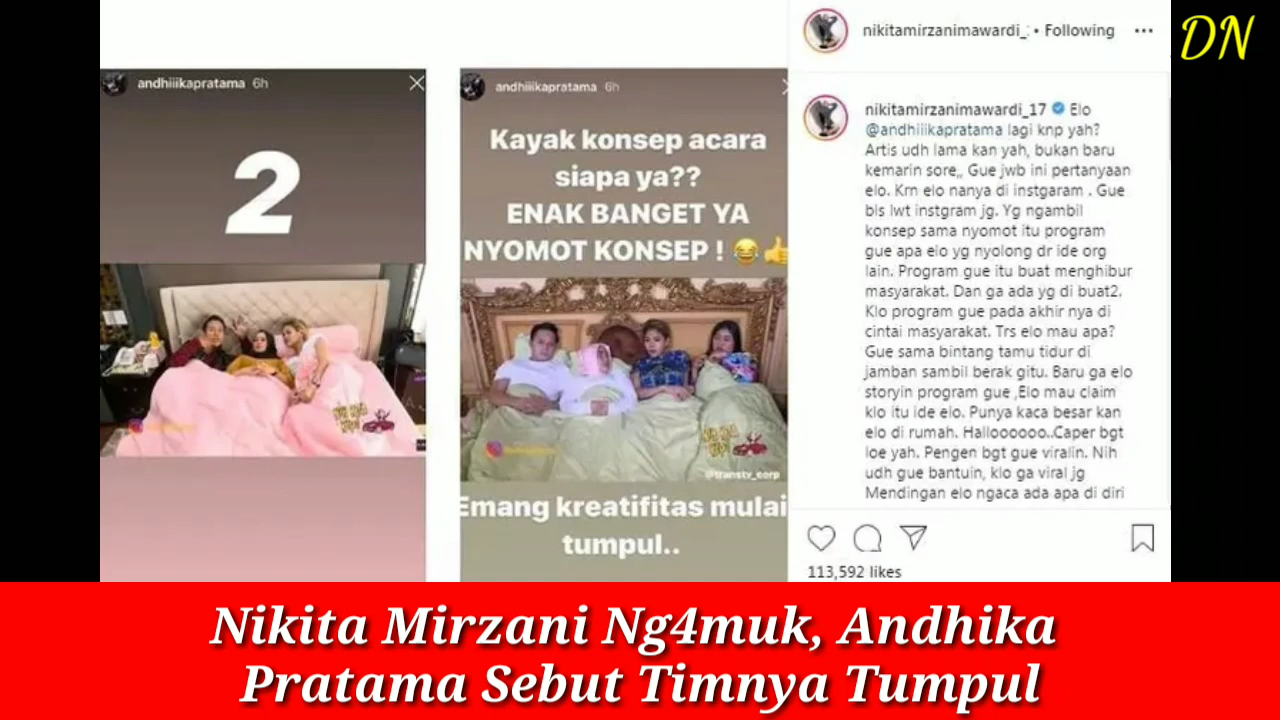 andhiiikapratama 6h
2
andhiiikapratama 6h
Kayak konsep acara
siapa ya??
ENAK BANGET YA
NYOMOT KONSEP ! 😂👍
@transtv_corp
Emang kreatifitas mulai
tumpul..
nikitamirzanimawardi_ • Following
nikitamirzanimawardi_17 Elo
@andhiiikapratama lagi knp yah?
Artis udh lama kan yah, bukan baru
kemarin sore,, Gue jwb ini pertanyaan
elo. Krn elo nanya di instgaram . Gue
bls lwt instgram jg. Yg ngambil
konsep sama nyomot itu program
gue apa elo yg nyolong dr ide org
lain. Program gue itu buat menghibur
masyarakat. Dan ga ada yg di buat2.
Klo program gue pada akhir nya di
cintai masyarakat. Trs elo mau apa?
Gue sama bintang tamu tidur di
jamban sambil berak gitu. Baru ga elo
storyin program gue ,Elo mau claim
klo itu ide elo. Punya kaca besar kan
elo di rumah. Halloooooo..Caper bgt
loe yah. Pengen bgt gue viralin. Nih
udh gue bantuin, klo ga viral jg
Mendingan elo ngaca ada apa di diri
113,592 likes
DN
Nikita Mirzani Ng4muk, Andhika
Pratama Sebut Timnya Tumpul